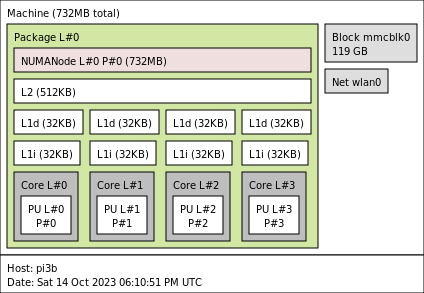 Machine (732MB total)
Package L#0
NUMANode L#0 P#0 (732MB)
L2 (512KB)
L1d (32KB) L1d (32KB) L1d (32KB) L1d (32KB)
L1i (32KB) L1i (32KB) L1i (32KB) L1i (32KB)
Core L#0 Core L#1 Core L#2 Core L#3
PU L#0 PU L#1 PU L#2 PU L#3
P#0 P#1 P#2 P#3
Block mmcblk0
119 GB
Net wlan0
Host: pi3b
Date: Sat 14 Oct 2023 06:10:51 PM UTC